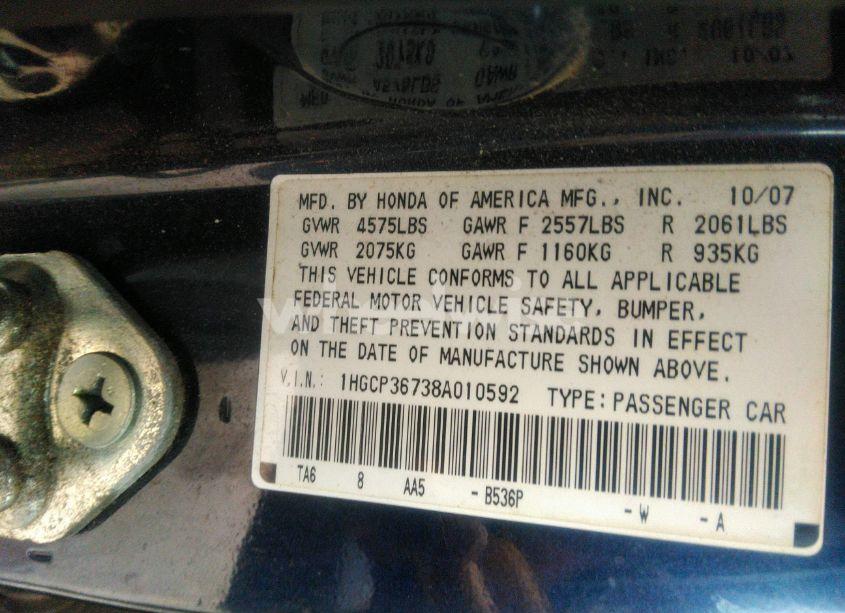 MFD. BY HONDA OF AMERICA MFG., INC. 10/07
GVWR 4575LBS GAWR F 2557LBS R 2061LBS
GVWR 2075KG GAWR F 1160KG R 935KG
THIS VEHICLE CONFORMS TO ALL APPLICABLE
FEDERAL MOTOR VEHICLE SAFETY, BUMPER,
AND THEFT PREVENTION STANDARDS IN EFFECT
ON THE DATE OF MANUFACTURE SHOWN ABOVE.
V.I.N.: 1HGCP36738A010592 TYPE: PASSENGER CAR
TA6 8 AA5 -B536P -W -A